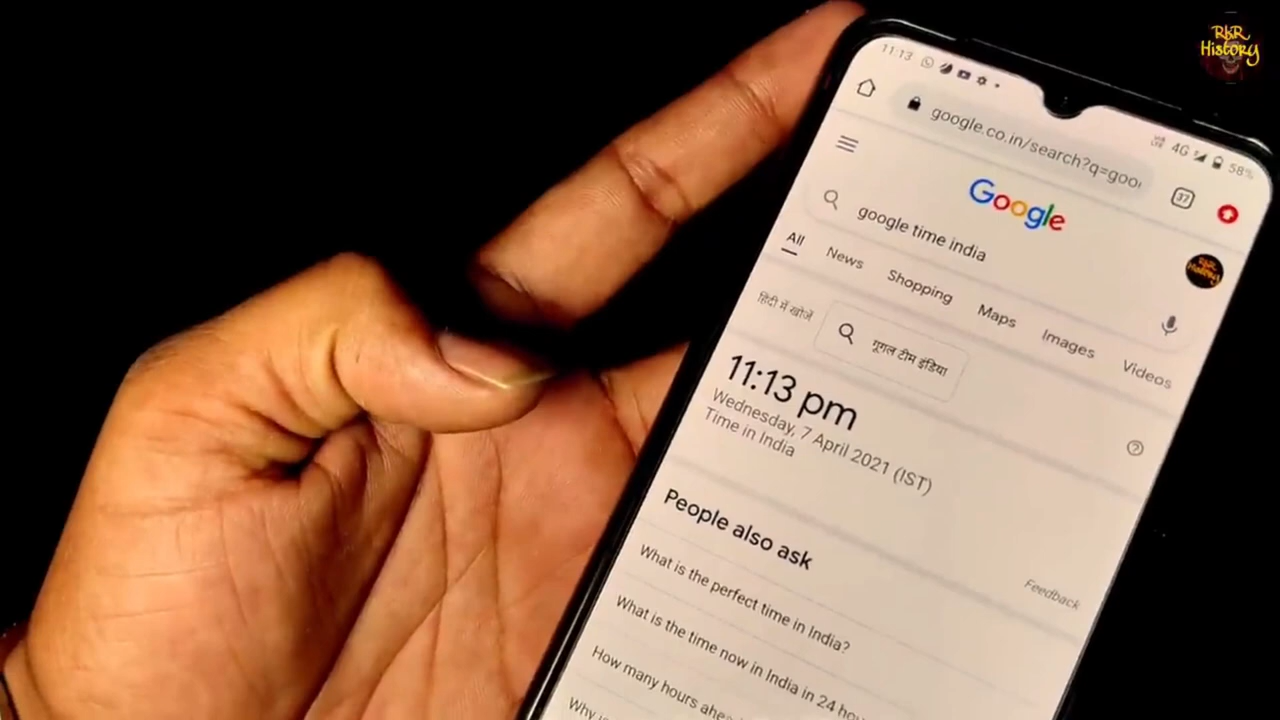 RkR
History
11:13
4G
58%
google.co.in/search?q=goo
37
Google
google time india
All
News
Shopping
Maps
Images
Videos
हिंदी में खोजें
गूगल टीम इंडिया
11:13 pm
Wednesday, 7 April 2021 (IST)
Time in India
People also ask
Feedback
What is the perfect time in India?
What is the time now in India in 24 hou
How many hours ahe